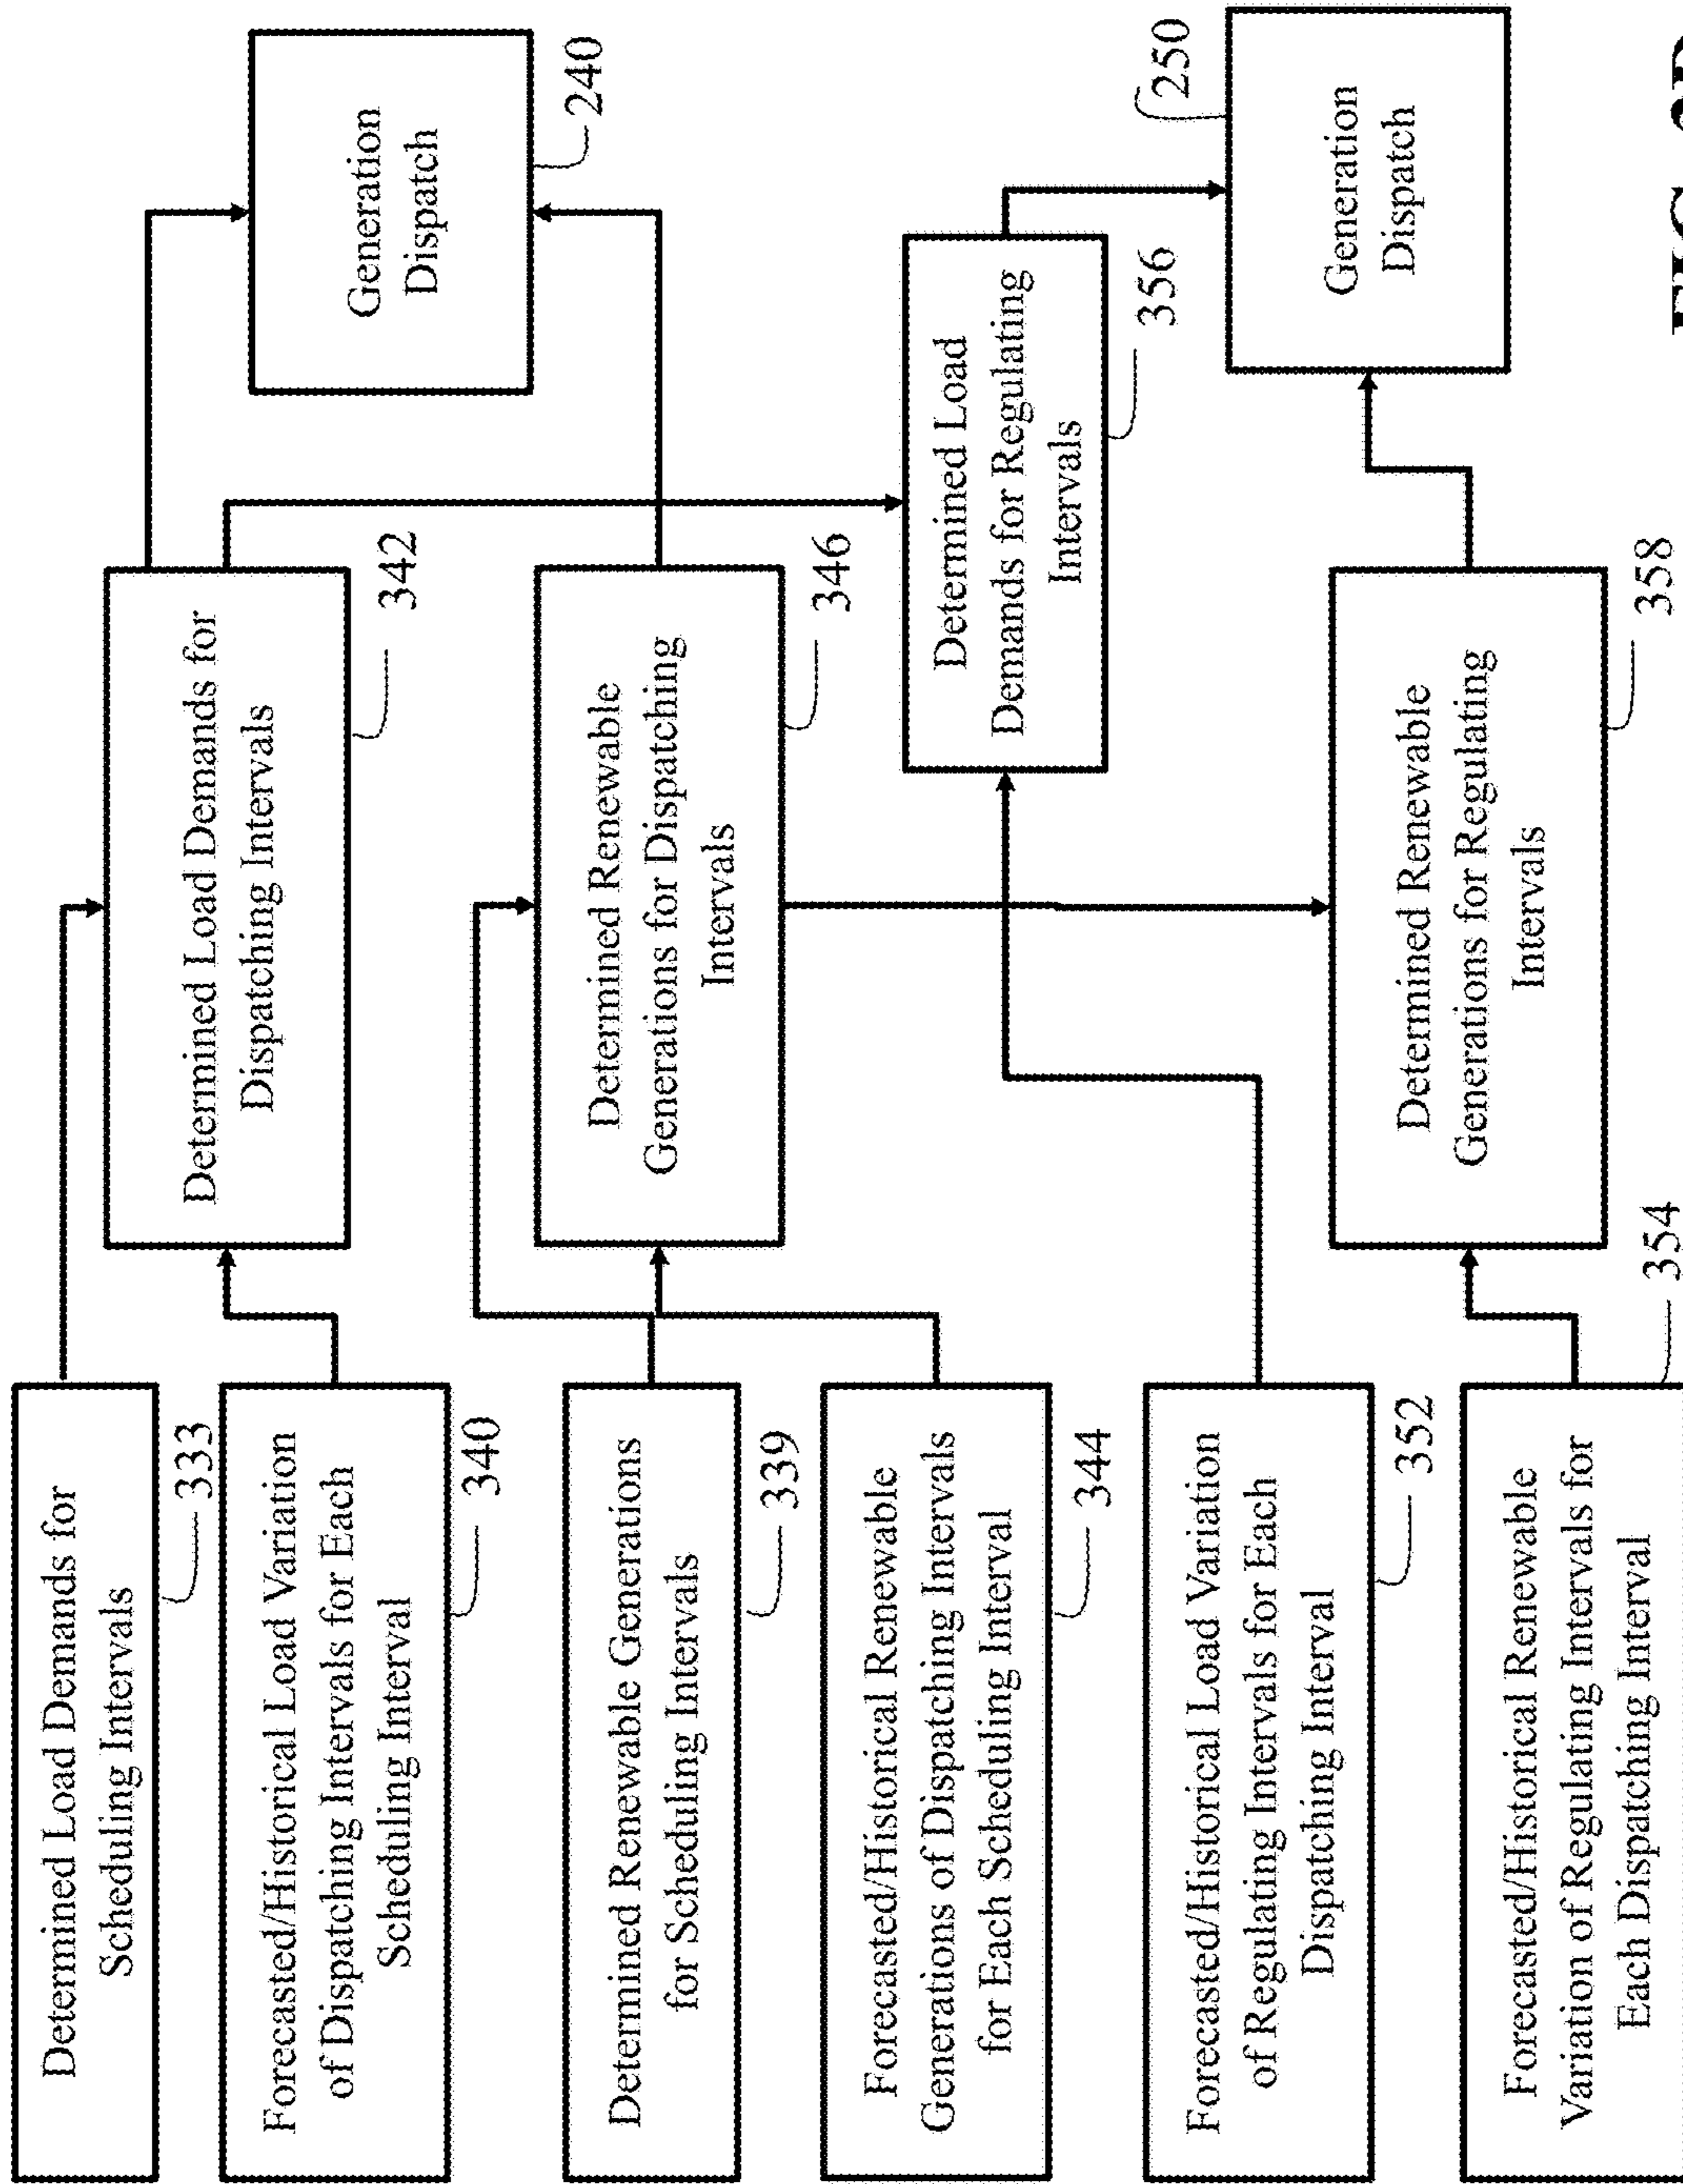 Determined Load Demands for
Scheduling Intervals
333
Forecasted/Historical Load Variation
of Dispatching Intervals for Each
Scheduling Interval
340
Determined Renewable Generations
for Scheduling Intervals
339
Forecasted/Historical Renewable
Generations of Dispatching Intervals
for Each Scheduling Interval
344
Forecasted/Historical Load Variation
of Regulating Intervals for Each
Dispatching Interval
352
Forecasted/Historical Renewable
Variation of Regulating Intervals for
Each Dispatching Interval
354
Determined Load Demands for
Dispatching Intervals
342
Determined Renewable
Generations for Dispatching
Intervals
346
Determined Load
Demands for Regulating
Intervals
356
Determined Renewable
Generations for Regulating
Intervals
358
Generation
Dispatch
240
Generation
Dispatch
250